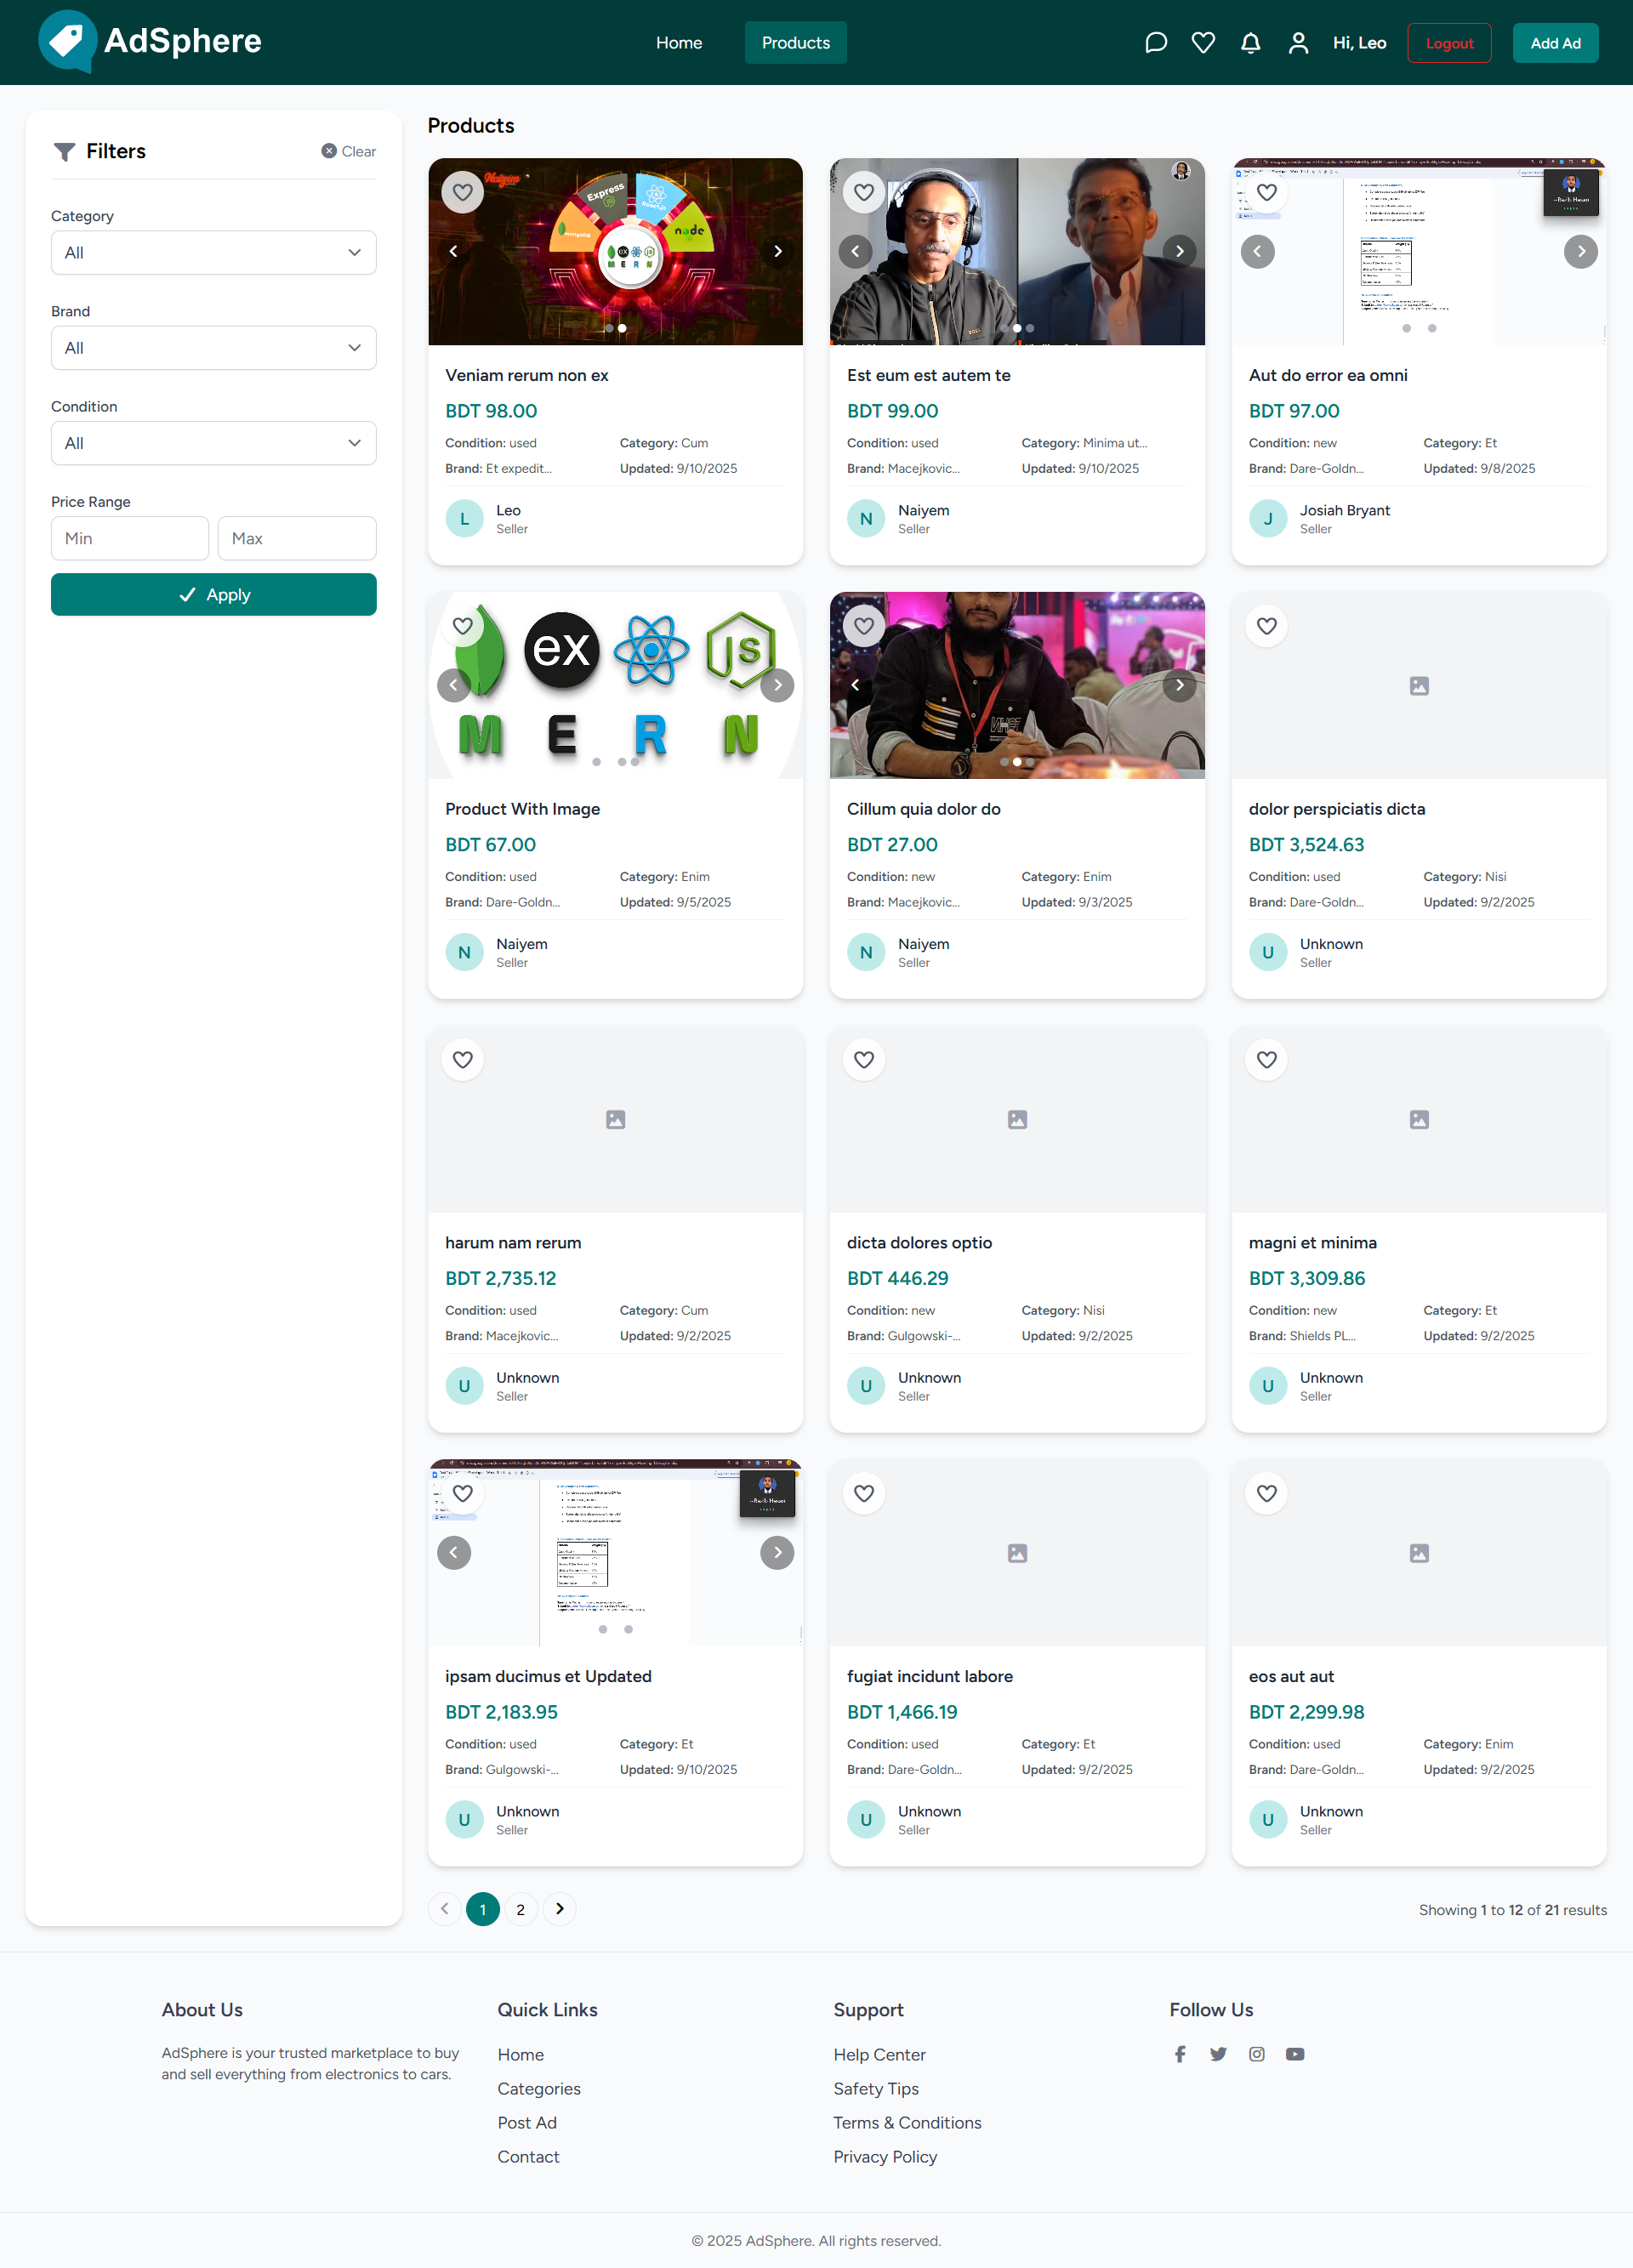 AdSphere
Home
Products
Hi, Leo
Logout
Add Ad
Filters
Clear
Category
All
Brand
All
Condition
All
Price Range
Min
Max
Apply
Products
Naiyem
Express
mongoDB
node
M E R N
Veniam rerum non ex
BDT 98.00
Condition: used
Category: Cum
Brand: Et expedit...
Updated: 9/10/2025
L
Leo
Seller
Est eum est autem te
BDT 99.00
Condition: used
Category: Minima ut...
Brand: Macejkovic...
Updated: 9/10/2025
N
Naiyem
Seller
Aut do error ea omni
BDT 97.00
Condition: new
Category: Et
Brand: Dare-Goldn...
Updated: 9/8/2025
J
Josiah Bryant
Seller
ex
JS
M E R N
Product With Image
BDT 67.00
Condition: used
Category: Enim
Brand: Dare-Goldn...
Updated: 9/5/2025
N
Naiyem
Seller
Cillum quia dolor do
BDT 27.00
Condition: new
Category: Enim
Brand: Macejkovic...
Updated: 9/3/2025
N
Naiyem
Seller
dolor perspiciatis dicta
BDT 3,524.63
Condition: used
Category: Nisi
Brand: Dare-Goldn...
Updated: 9/2/2025
U
Unknown
Seller
harum nam rerum
BDT 2,735.12
Condition: used
Category: Cum
Brand: Macejkovic...
Updated: 9/2/2025
U
Unknown
Seller
dicta dolores optio
BDT 446.29
Condition: new
Category: Nisi
Brand: Gulgowski-...
Updated: 9/2/2025
U
Unknown
Seller
magni et minima
BDT 3,309.86
Condition: new
Category: Et
Brand: Shields PL...
Updated: 9/2/2025
U
Unknown
Seller
ipsam ducimus et Updated
BDT 2,183.95
Condition: used
Category: Et
Brand: Gulgowski-...
Updated: 9/10/2025
U
Unknown
Seller
fugiat incidunt labore
BDT 1,466.19
Condition: used
Category: Et
Brand: Dare-Goldn...
Updated: 9/2/2025
U
Unknown
Seller
eos aut aut
BDT 2,299.98
Condition: used
Category: Enim
Brand: Dare-Goldn...
Updated: 9/2/2025
U
Unknown
Seller
1
2
Showing 1 to 12 of 21 results
About Us
AdSphere is your trusted marketplace to buy
and sell everything from electronics to cars.
Quick Links
Home
Categories
Post Ad
Contact
Support
Help Center
Safety Tips
Terms & Conditions
Privacy Policy
Follow Us
© 2025 AdSphere. All rights reserved.